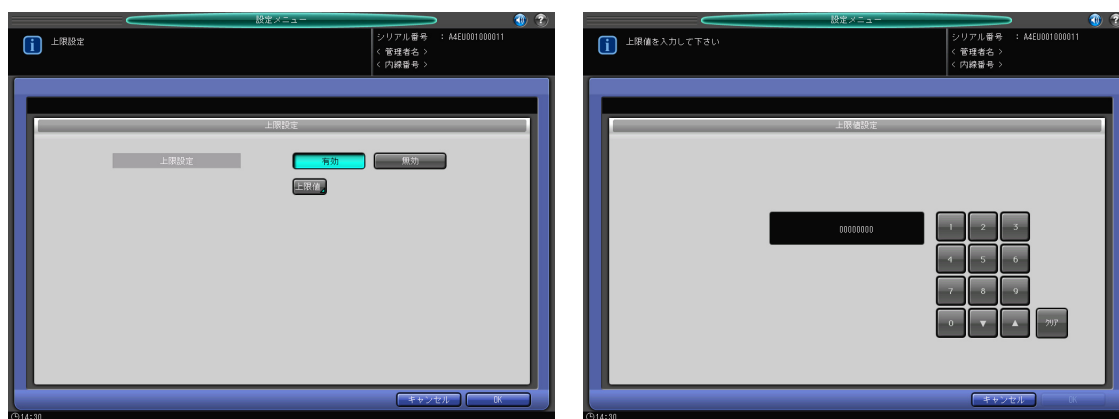 設定メニュー
上限設定
シリアル番号 : A4EU001000011
< 管理者名 >
< 内線番号 >
上限設定
上限設定
有効
無効
上限値
キャンセル
OK
14:30
設定メニュー
上限値を入力して下さい
シリアル番号 : A4EU001000011
< 管理者名 >
< 内線番号 >
上限値設定
00000000
1 2 3
4 5 6
7 8 9
0 ▼ ▲ クリア
キャンセル
OK
14:30